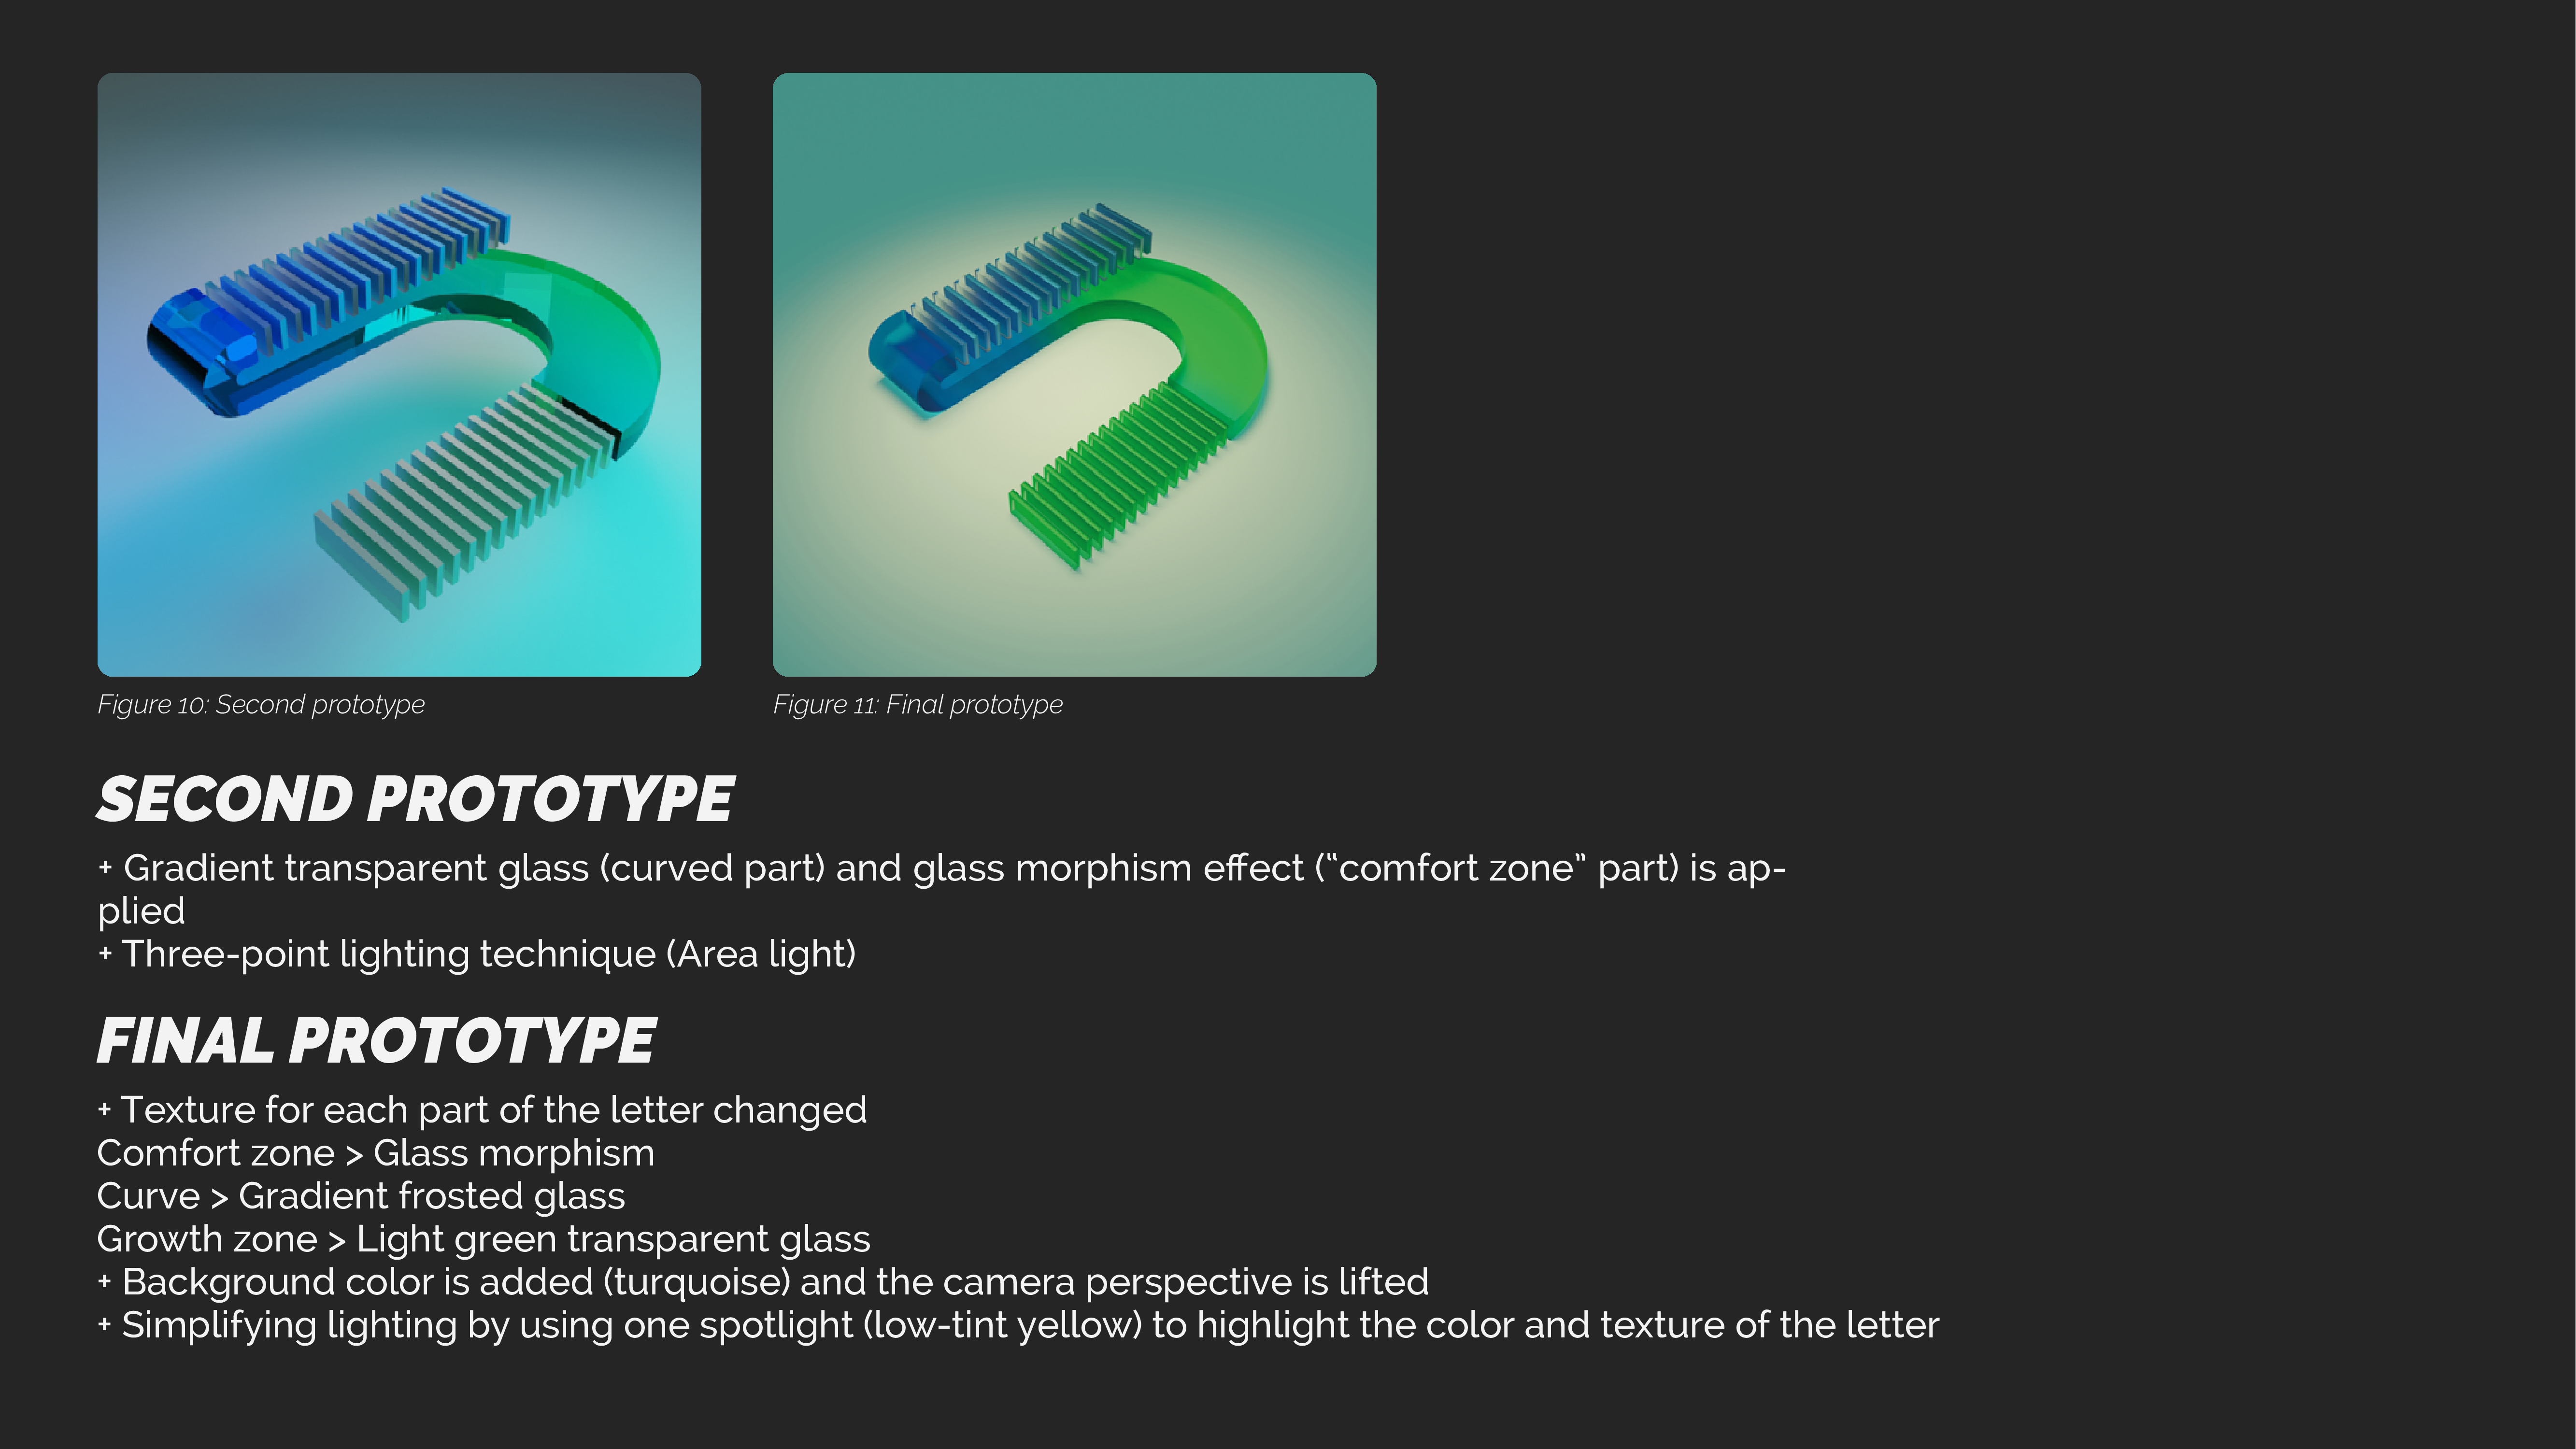 Figure 10: Second prototype
Figure 11: Final prototype
SECOND PROTOTYPE
+ Gradient transparent glass (curved part) and glass morphism effect (“comfort zone” part) is ap-
plied
+ Three-point lighting technique (Area light)
FINAL PROTOTYPE
+ Texture for each part of the letter changed
Comfort zone > Glass morphism
Curve > Gradient frosted glass
Growth zone > Light green transparent glass
+ Background color is added (turquoise) and the camera perspective is lifted
+ Simplifying lighting by using one spotlight (low-tint yellow) to highlight the color and texture of the letter